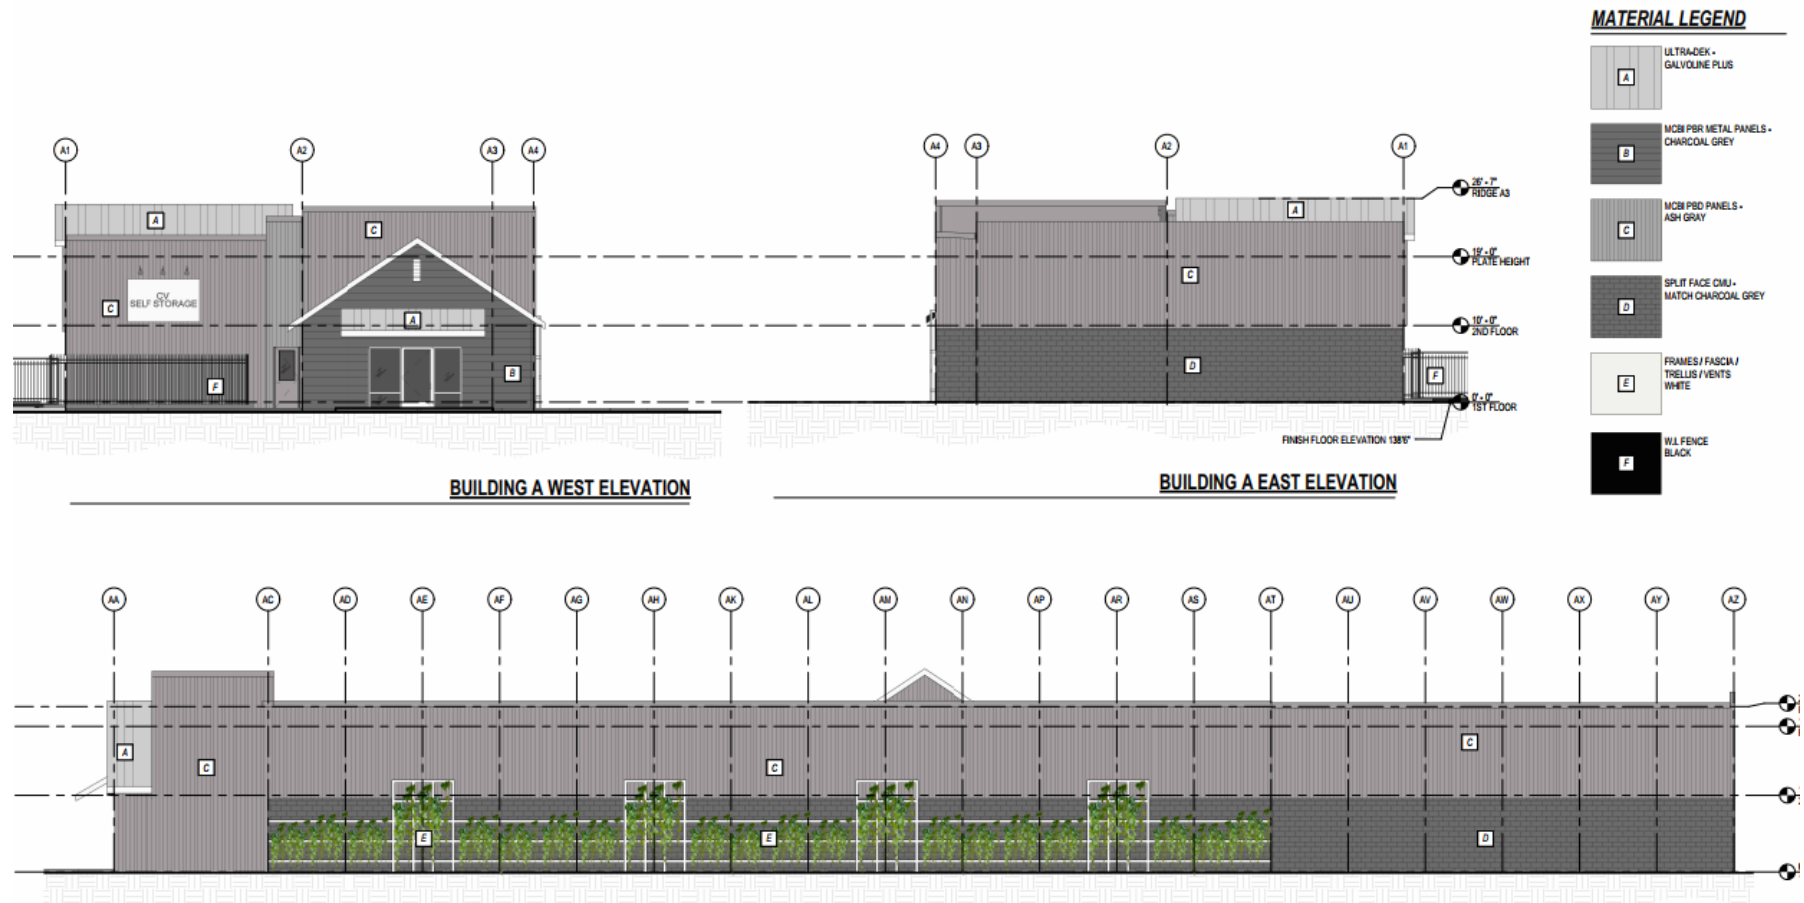 MATERIAL LEGEND
A
ULTRA-DEK -
GALVOLINE PLUS
B
MCBI PBR METAL PANELS -
CHARCOAL GREY
C
MCBI PBD PANELS -
ASH GRAY
D
SPLIT FACE CMU -
MATCH CHARCOAL GREY
E
FRAMES / FASCIA /
TRELLIS / VENTS
WHITE
F
W.I. FENCE
BLACK
A1 A2 A3 A4
A
C
CV
SELF STORAGE
C
A
F
B
BUILDING A WEST ELEVATION
A4 A3 A2 A1
26' - 7"
RIDGE A3
A
19' - 0"
PLATE HEIGHT
C
10' - 0"
2ND FLOOR
D
F
0' - 0"
1ST FLOOR
FINISH FLOOR ELEVATION 138'6"
BUILDING A EAST ELEVATION
AA AC AD AE AF AG AH AK AL AM AN AP AR AS AT AU AV AW AX AY AZ
A
C
C
C
E
E
D